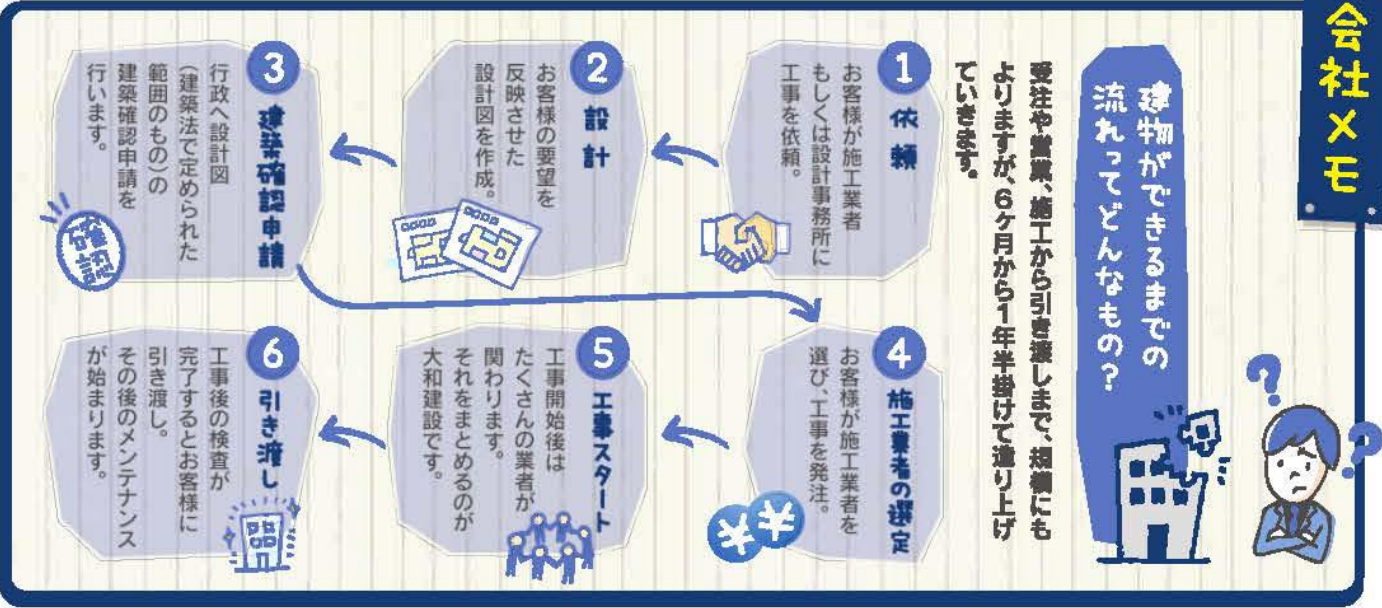 会社メモ
建物ができるまでの
流れってどんなもの?
受注や営業、施工から引き渡しまで、規模にも
よりますが、6ヶ月から1年半掛けて造り上げ
ていきます。
1 依頼
お客様が施工業者
もしくは設計事務所に
工事を依頼。
2 設計
お客様の要望を
反映させた
設計図を作成。
3 建築確認申請
行政へ設計図
(建築法で定められた
範囲のもの)の
建築確認申請を
行います。
確認
4 施工業者の選定
お客様が施工業者を
選び、工事を発注。
大
大
5 工事スタート
工事開始後は
たくさんの業者が
関わります。
それをまとめるのが
大和建設です。
6 引き渡し
工事後の検査が
完了するとお客様に
引き渡し。
その後のメンテナンス
が始まります。